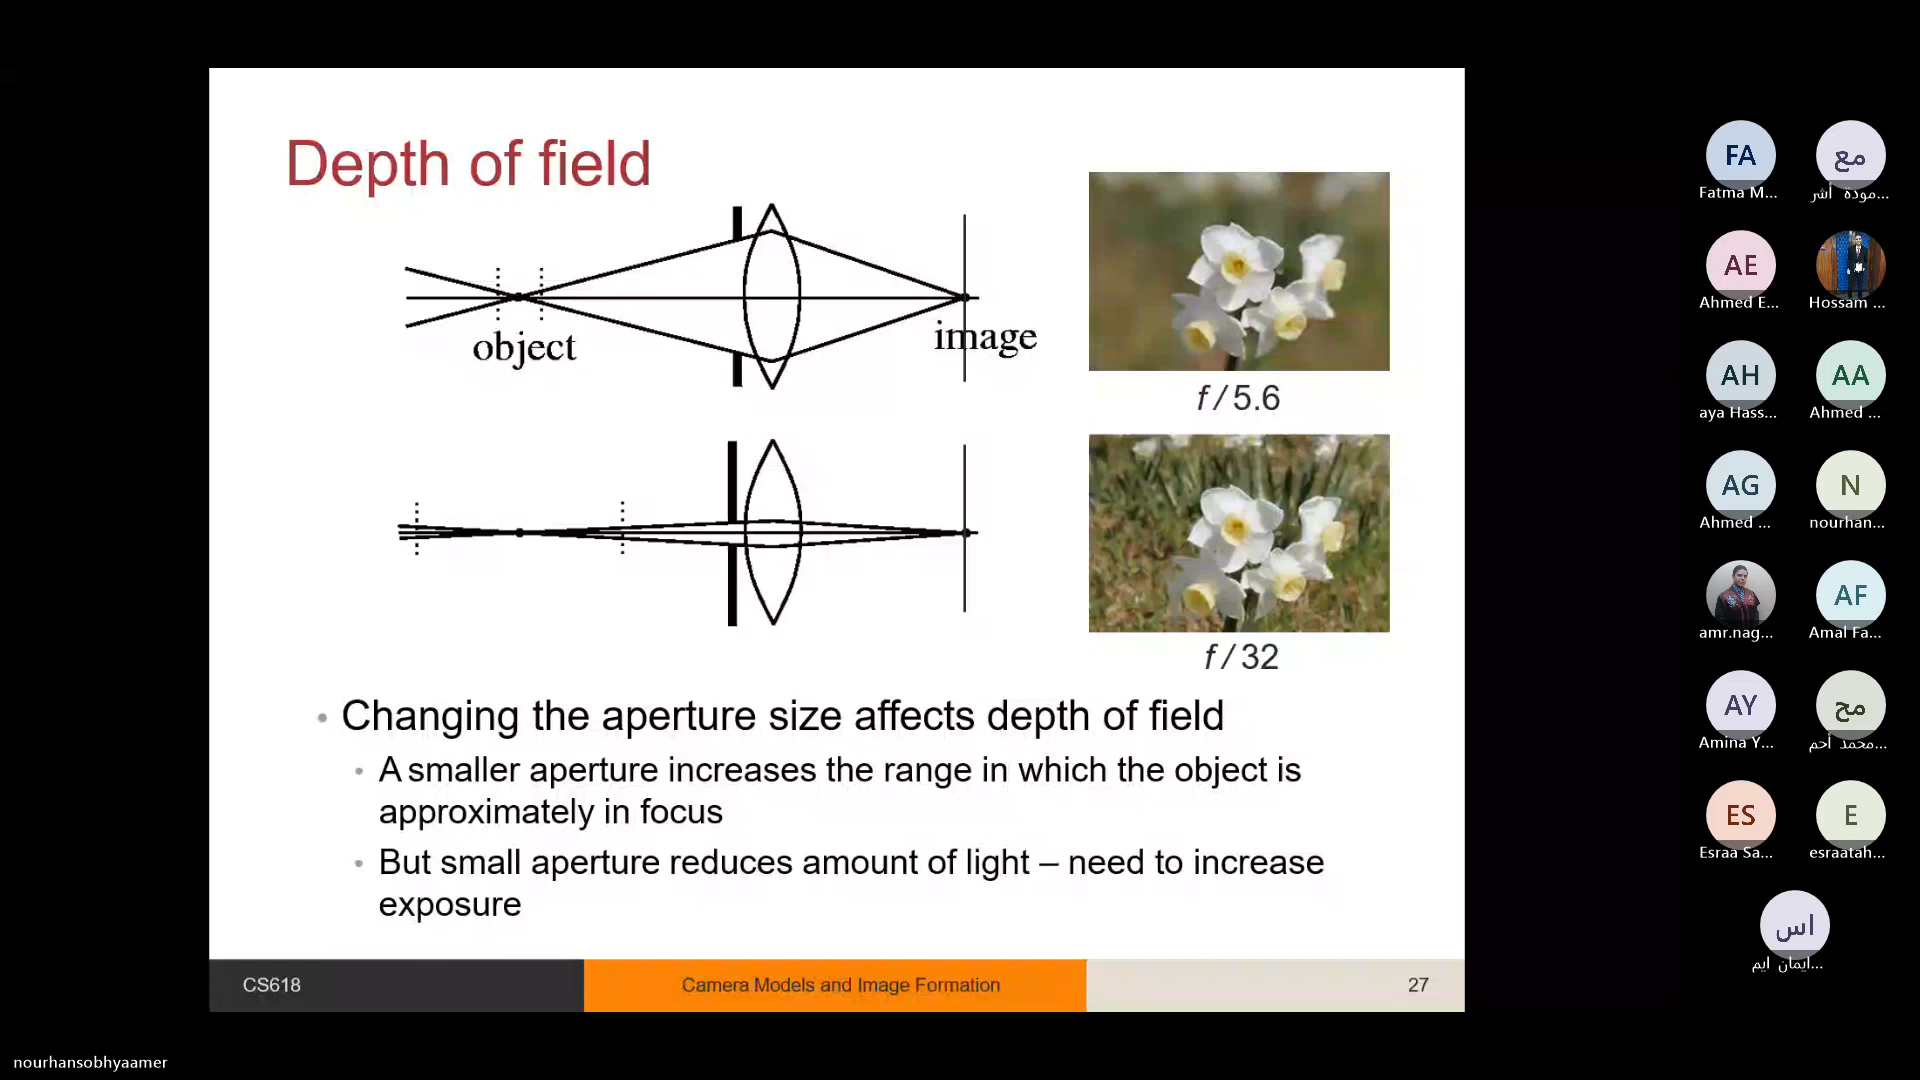 Depth of field
object
image
f / 5.6
f / 32
• Changing the aperture size affects depth of field
• A smaller aperture increases the range in which the object is
approximately in focus
• But small aperture reduces amount of light – need to increase
exposure
CS618
Camera Models and Image Formation
27
FA
Fatma M...
مع
مودة أشر...
AE
Ahmed E...
Hossam ...
AH
aya Hass...
AA
Ahmed ...
AG
Ahmed ...
N
nourhan...
amr.nag...
AF
Amal Fa...
AY
Amina Y...
مح
محمد أحم...
ES
Esraa Sa...
E
esraatah...
اس
ايمان ايم...
nourhansobhyaamer